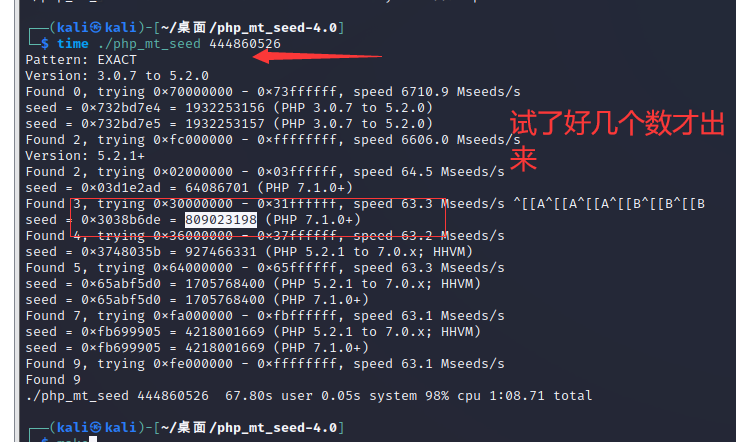 ┌──(kali㉿kali)-[~/桌面/php_mt_seed-4.0]
└─$ time ./php_mt_seed 444860526
Pattern: EXACT
Version: 3.0.7 to 5.2.0
Found 0, trying 0×70000000 - 0×73ffffff, speed 6710.9 Mseeds/s
seed = 0×732bd7e4 = 1932253156 (PHP 3.0.7 to 5.2.0)
seed = 0×732bd7e5 = 1932253157 (PHP 3.0.7 to 5.2.0)
Found 2, trying 0×fc000000 - 0×ffffffff, speed 6606.0 Mseeds/s
Version: 5.2.1+
Found 2, trying 0×02000000 - 0×03ffffff, speed 64.5 Mseeds/s
seed = 0×03d1e2ad = 64086701 (PHP 7.1.0+)
Found 3, trying 0×30000000 - 0×31ffffff, speed 63.3 Mseeds/s ^[[A^[[A^[[A^[[B^[[B^[[B
seed = 0×3038b6de = 809023198 (PHP 7.1.0+)
Found 4, trying 0×36000000 - 0×37ffffff, speed 63.2 Mseeds/s
seed = 0×3748035b = 927466331 (PHP 5.2.1 to 7.0.x; HHVM)
Found 5, trying 0×64000000 - 0×65ffffff, speed 63.3 Mseeds/s
seed = 0×65abf5d0 = 1705768400 (PHP 5.2.1 to 7.0.x; HHVM)
seed = 0×65abf5d0 = 1705768400 (PHP 7.1.0+)
Found 7, trying 0×fa000000 - 0×fbffffff, speed 63.1 Mseeds/s
seed = 0×fb699905 = 4218001669 (PHP 5.2.1 to 7.0.x; HHVM)
seed = 0×fb699905 = 4218001669 (PHP 7.1.0+)
Found 9, trying 0×fe000000 - 0×ffffffff, speed 63.1 Mseeds/s
Found 9
./php_mt_seed 444860526  67.80s user 0.05s system 98% cpu 1:08.71 total
┌──(kali㉿kali)-[~/桌面/php_mt_seed-4.0]
└─$ make
试了好几个数才出
来